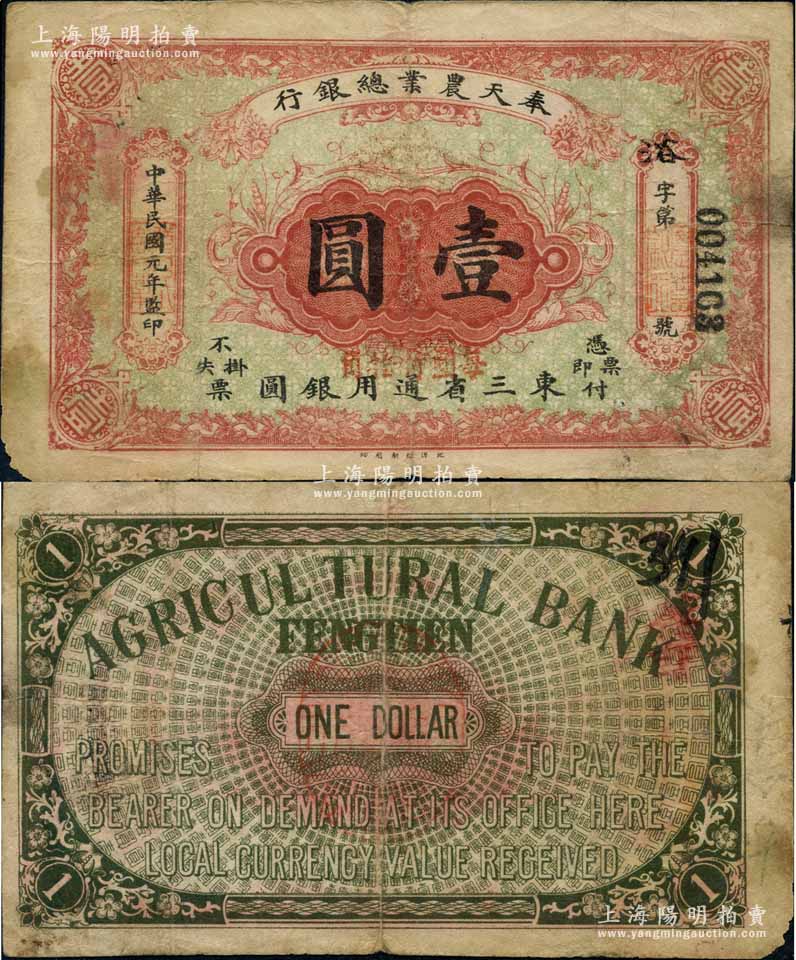 上海陽明拍賣
www.yangmingauction.com
奉天農業總銀行
洛字第 號
004103
壹圓
中華民國元年監印
憑票即付
東三省通用銀圓
不掛失票
上海陽明拍賣
www.yangmingauction.com
1 1
341
AGRICULTURAL BANK
FENGTIEN
ONE DOLLAR
PROMISES TO PAY THE
BEARER ON DEMAND AT ITS OFFICE HERE
LOCAL CURRENCY VALUE RECEIVED
1 1
上海陽明拍賣
www.yangmingauction.com